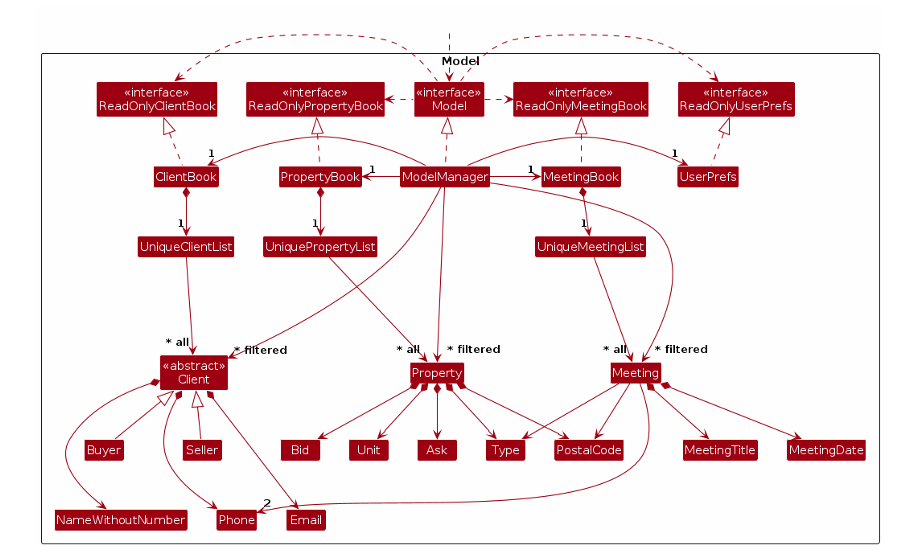 Model
«interface»
ReadOnlyClientBook
«interface»
ReadOnlyPropertyBook
«interface»
Model
«interface»
ReadOnlyMeetingBook
«interface»
ReadOnlyUserPrefs
1
1
1
1
ClientBook
PropertyBook
ModelManager
MeetingBook
UserPrefs
1
1
1
UniqueClientList
UniquePropertyList
UniqueMeetingList
* all
* filtered
* all
* filtered
* all
* filtered
«abstract»
Client
Property
Meeting
Buyer
Seller
Bid
Unit
Ask
Type
PostalCode
MeetingTitle
MeetingDate
2
NameWithoutNumber
Phone
Email